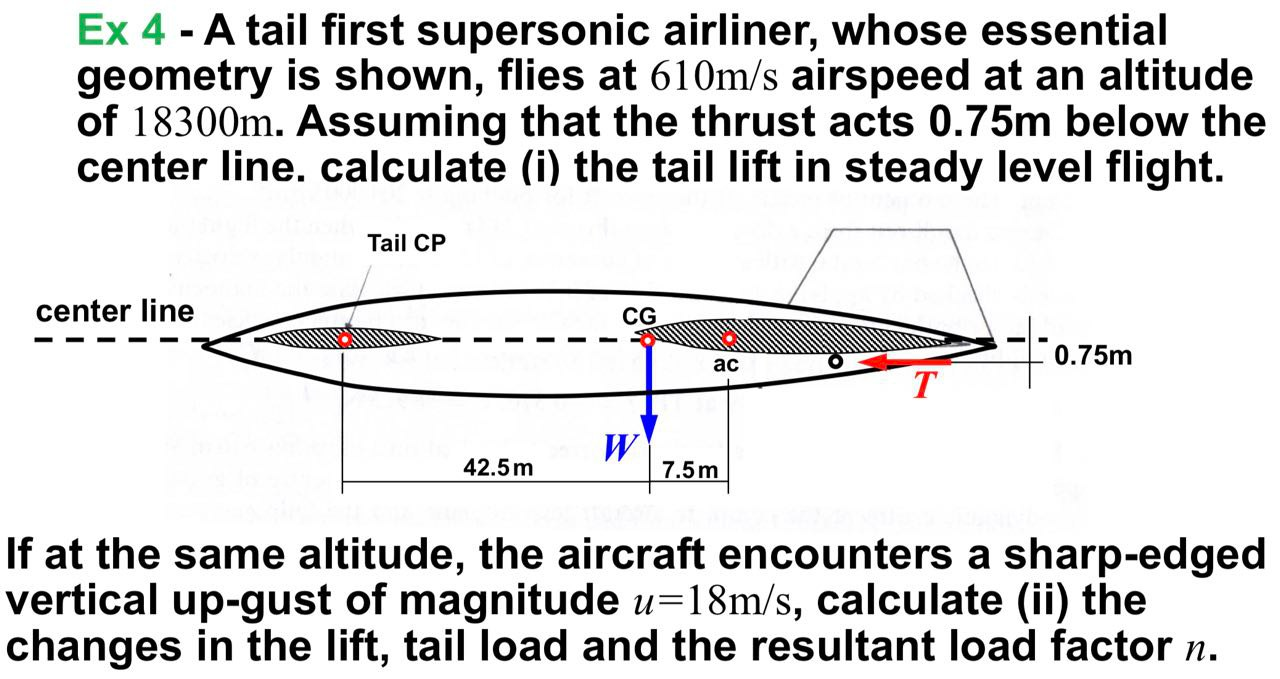 Ex 4 - A tail first supersonic airliner, whose essential
geometry is shown, flies at 610m/s airspeed at an altitude
of 18300m. Assuming that the thrust acts 0.75m below the
center line. calculate (i) the tail lift in steady level flight.
Tail CP
center line
CG
ac
0.75m
T
W
42.5m
7.5m
If at the same altitude, the aircraft encounters a sharp-edged
vertical up-gust of magnitude u=18m/s, calculate (ii) the
changes in the lift, tail load and the resultant load factor n.